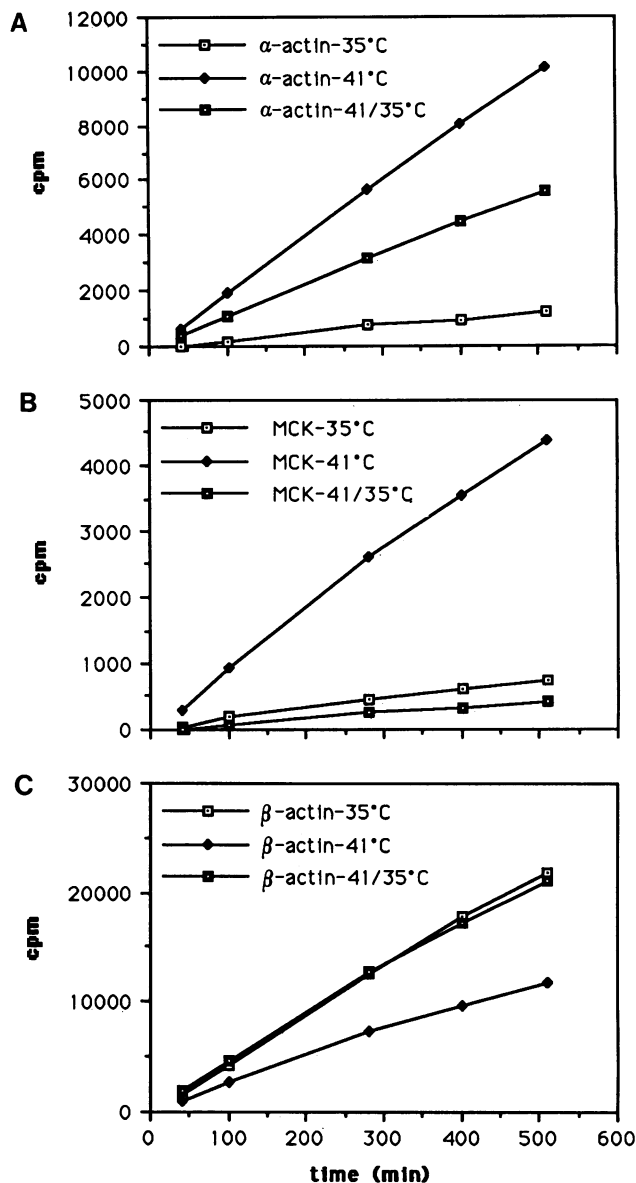 A
12000
10000
8000
6000
4000
2000
0
cpm
α-actin-35°C
α-actin-41°C
α-actin-41/35°C
B
5000
4000
3000
2000
1000
0
cpm
MCK-35°C
MCK-41°C
MCK-41/35°C
C
30000
20000
10000
0
cpm
β-actin-35°C
β-actin-41°C
β-actin-41/35°C
0 100 200 300 400 500 600
time (min)